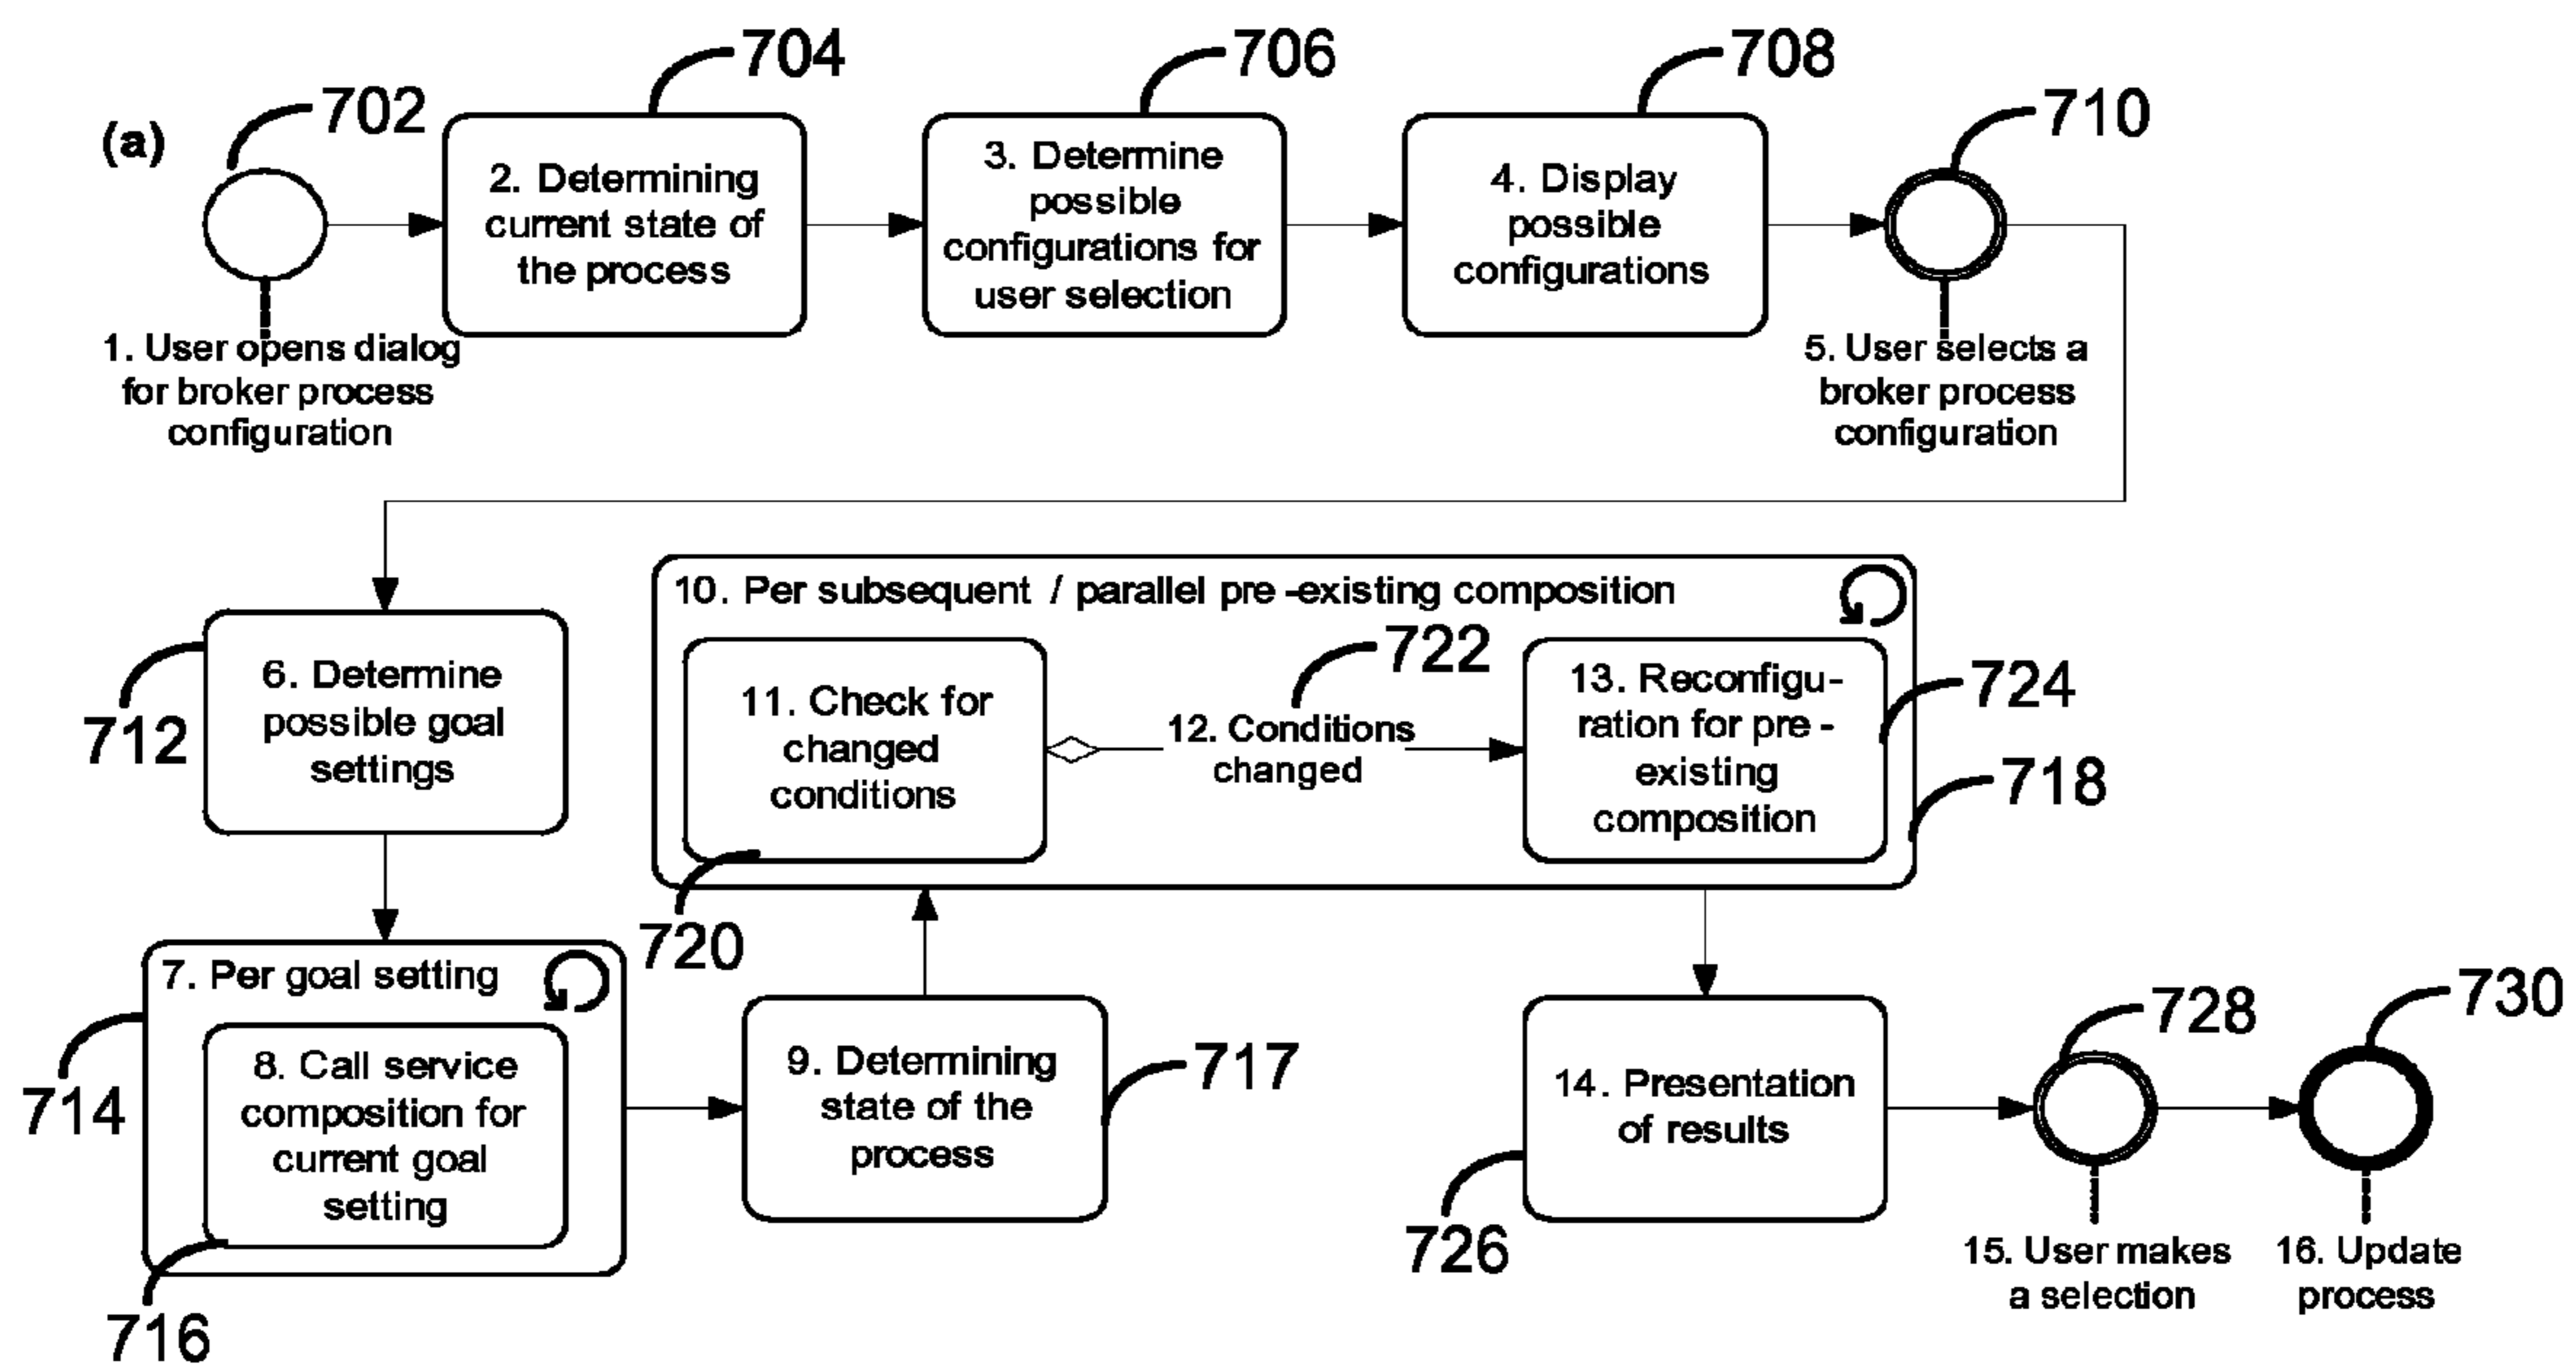 704
706
708
702
710
(a)
2. Determining
current state of
the process
3. Determine
possible
configurations for
user selection
4. Display
possible
configurations
1. User opens dialog
for broker process
configuration
5. User selects a
broker process
configuration
10. Per subsequent / parallel pre -existing composition
722
712
6. Determine
possible goal
settings
11. Check for
changed
conditions
12. Conditions
changed
13. Reconfigu-
ration for pre -
existing
composition
724
718
720
7. Per goal setting
714
8. Call service
composition for
current goal
setting
716
9. Determining
state of the
process
717
14. Presentation
of results
726
728
730
15. User makes
a selection
16. Update
process